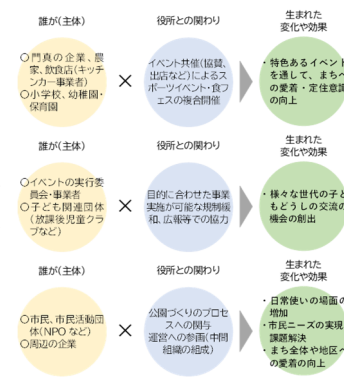 誰が(主体)
役所との関わり
生まれた
変化や効果
○門真の企業、農
家、飲食店(キッチ
ンカー事業者)
○小学校、幼稚園・
保育園
×
イベント共催(協賛、
出店など)によるス
ポーツイベント・食フ
ェスの複合開催
・特色あるイベント
を通して、まちへ
の愛着・定住意識
の向上
誰が(主体)
役所との関わり
生まれた
変化や効果
○イベントの実行委
員会・事業者
○子ども関連団体
(放課後児童クラ
ブなど)
×
目的に合わせた事業
実施が可能な規制緩
和、広報等での協力
・様々な世代の子ど
もどうしの交流の
機会の創出
誰が(主体)
役所との関わり
生まれた
変化や効果
○市民、市民活動団
体(NPO など)
○周辺の企業
×
公園づくりのプロセ
スへの関与
運営への参画(中間
組織の組成)
・日常使いの場面の
増加
・市民ニーズの実現
課題解決
・まち全体や地区へ
の愛着の向上